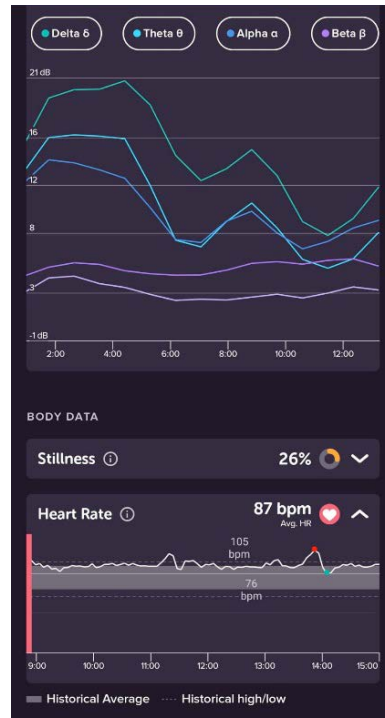 Delta δ Theta θ Alpha α Beta β
21 dB
16
12
8
3
-1 dB
2:00 4:00 6:00 8:00 10:00 12:00
BODY DATA
Stillness 26%
Heart Rate 87 bpm
Avg. HR
105
bpm
76
bpm
9:00 10:00 11:00 12:00 13:00 14:00 15:00
Historical Average Historical high/low